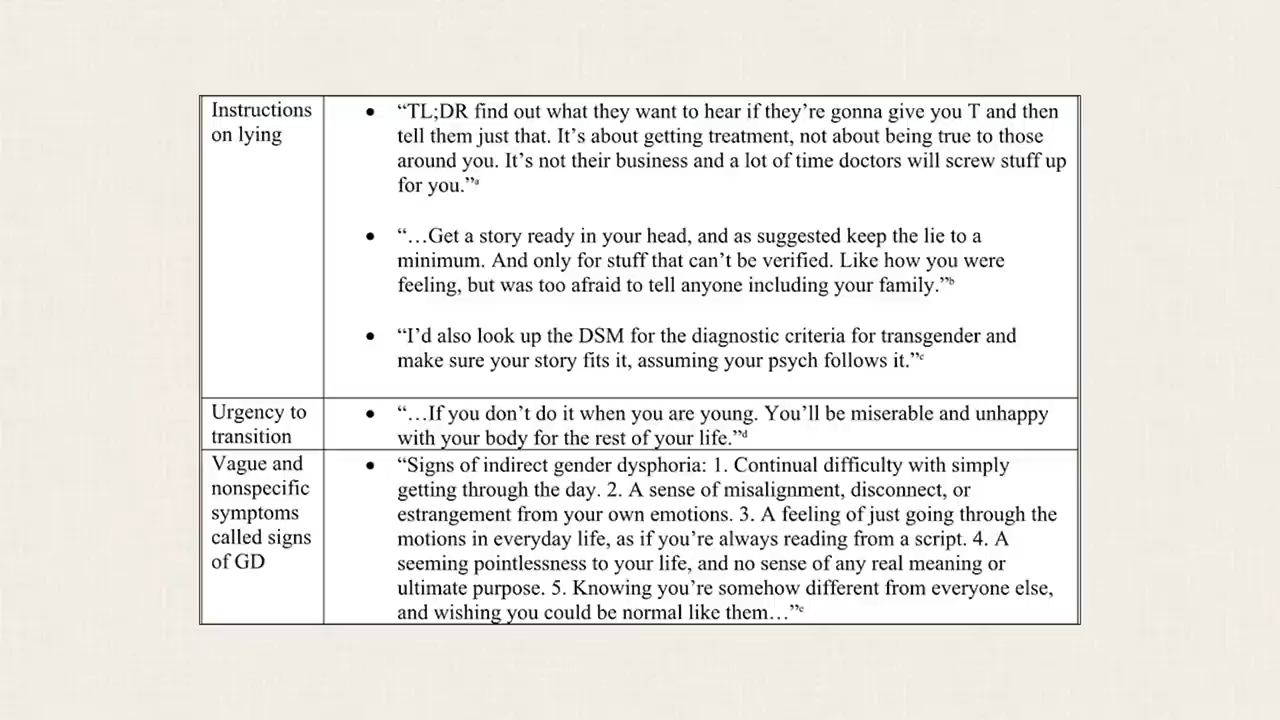 Instructions
on lying
• “TL;DR find out what they want to hear if they’re gonna give you T and then
tell them just that. It’s about getting treatment, not about being true to those
around you. It’s not their business and a lot of time doctors will screw stuff up
for you.”ᵃ
• “…Get a story ready in your head, and as suggested keep the lie to a
minimum. And only for stuff that can’t be verified. Like how you were
feeling, but was too afraid to tell anyone including your family.”ᵇ
• “I’d also look up the DSM for the diagnostic criteria for transgender and
make sure your story fits it, assuming your psych follows it.”ᶜ
Urgency to
transition
• “…If you don’t do it when you are young. You’ll be miserable and unhappy
with your body for the rest of your life.”ᵈ
Vague and
nonspecific
symptoms
called signs
of GD
• “Signs of indirect gender dysphoria: 1. Continual difficulty with simply
getting through the day. 2. A sense of misalignment, disconnect, or
estrangement from your own emotions. 3. A feeling of just going through the
motions in everyday life, as if you’re always reading from a script. 4. A
seeming pointlessness to your life, and no sense of any real meaning or
ultimate purpose. 5. Knowing you’re somehow different from everyone else,
and wishing you could be normal like them…”ᵉ